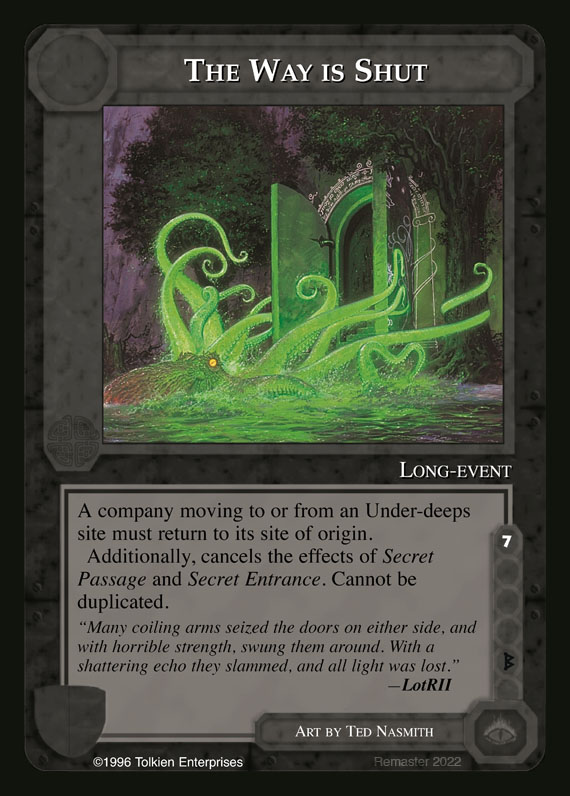 THE WAY IS SHUT
LONG-EVENT
A company moving to or from an Under-deeps
site must return to its site of origin.
Additionally, cancels the effects of Secret
Passage and Secret Entrance. Cannot be
duplicated.
“Many coiling arms seized the doors on either side, and
with horrible strength, swung them around. With a
shattering echo they slammed, and all light was lost.”
—LotRII
7
ART BY TED NASMITH
©1996 Tolkien Enterprises
Remaster 2022